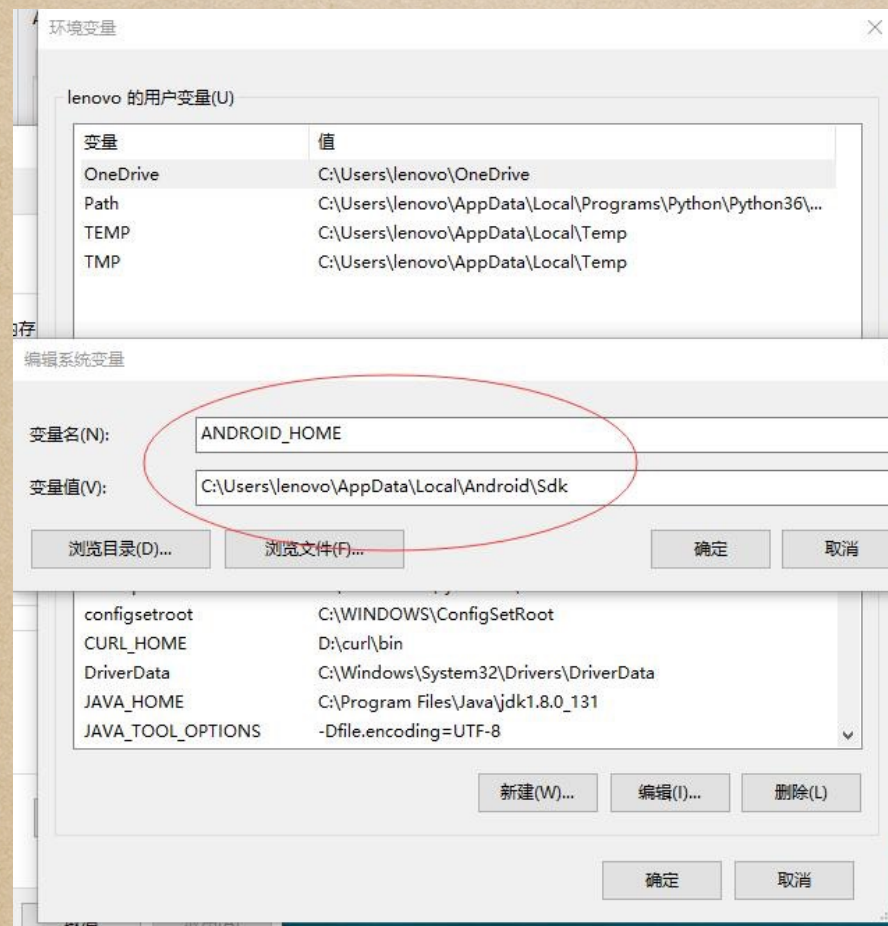 环境变量
lenovo 的用户变量(U)
变量 值
OneDrive C:\Users\lenovo\OneDrive
Path C:\Users\lenovo\AppData\Local\Programs\Python\Python36\...
TEMP C:\Users\lenovo\AppData\Local\Temp
TMP C:\Users\lenovo\AppData\Local\Temp
编辑系统变量
变量名(N): ANDROID_HOME
变量值(V): C:\Users\lenovo\AppData\Local\Android\Sdk
浏览目录(D)... 浏览文件(F)... 确定 取消
configsetroot C:\WINDOWS\ConfigSetRoot
CURL_HOME D:\curl\bin
DriverData C:\Windows\System32\Drivers\DriverData
JAVA_HOME C:\Program Files\Java\jdk1.8.0_131
JAVA_TOOL_OPTIONS -Dfile.encoding=UTF-8
新建(W)... 编辑(I)... 删除(L)
确定 取消